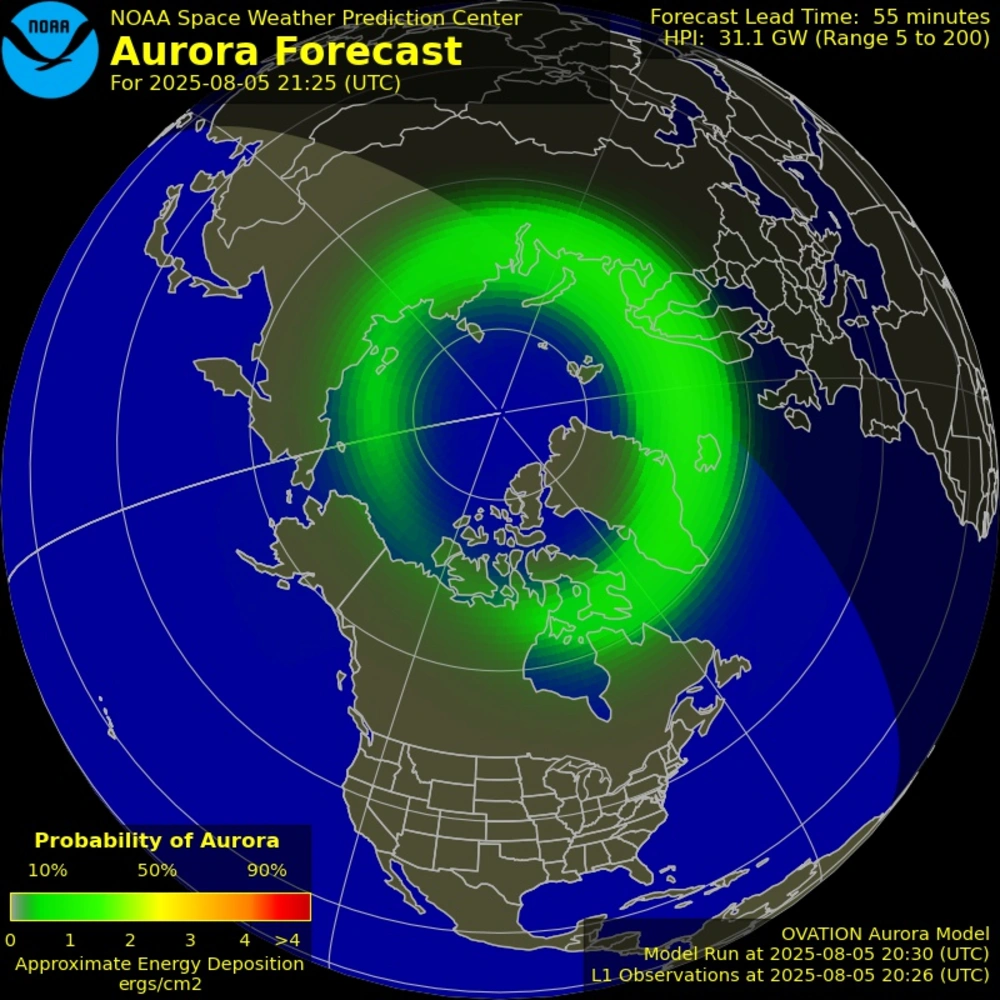 NOAA
NOAA Space Weather Prediction Center
Aurora Forecast
For 2025-08-05 21:25 (UTC)
Forecast Lead Time: 55 minutes
HPI: 31.1 GW (Range 5 to 200)
Probability of Aurora
10% 50% 90%
0 1 2 3 4 >4
Approximate Energy Deposition
ergs/cm2
OVATION Aurora Model
Model Run at 2025-08-05 20:30 (UTC)
L1 Observations at 2025-08-05 20:26 (UTC)